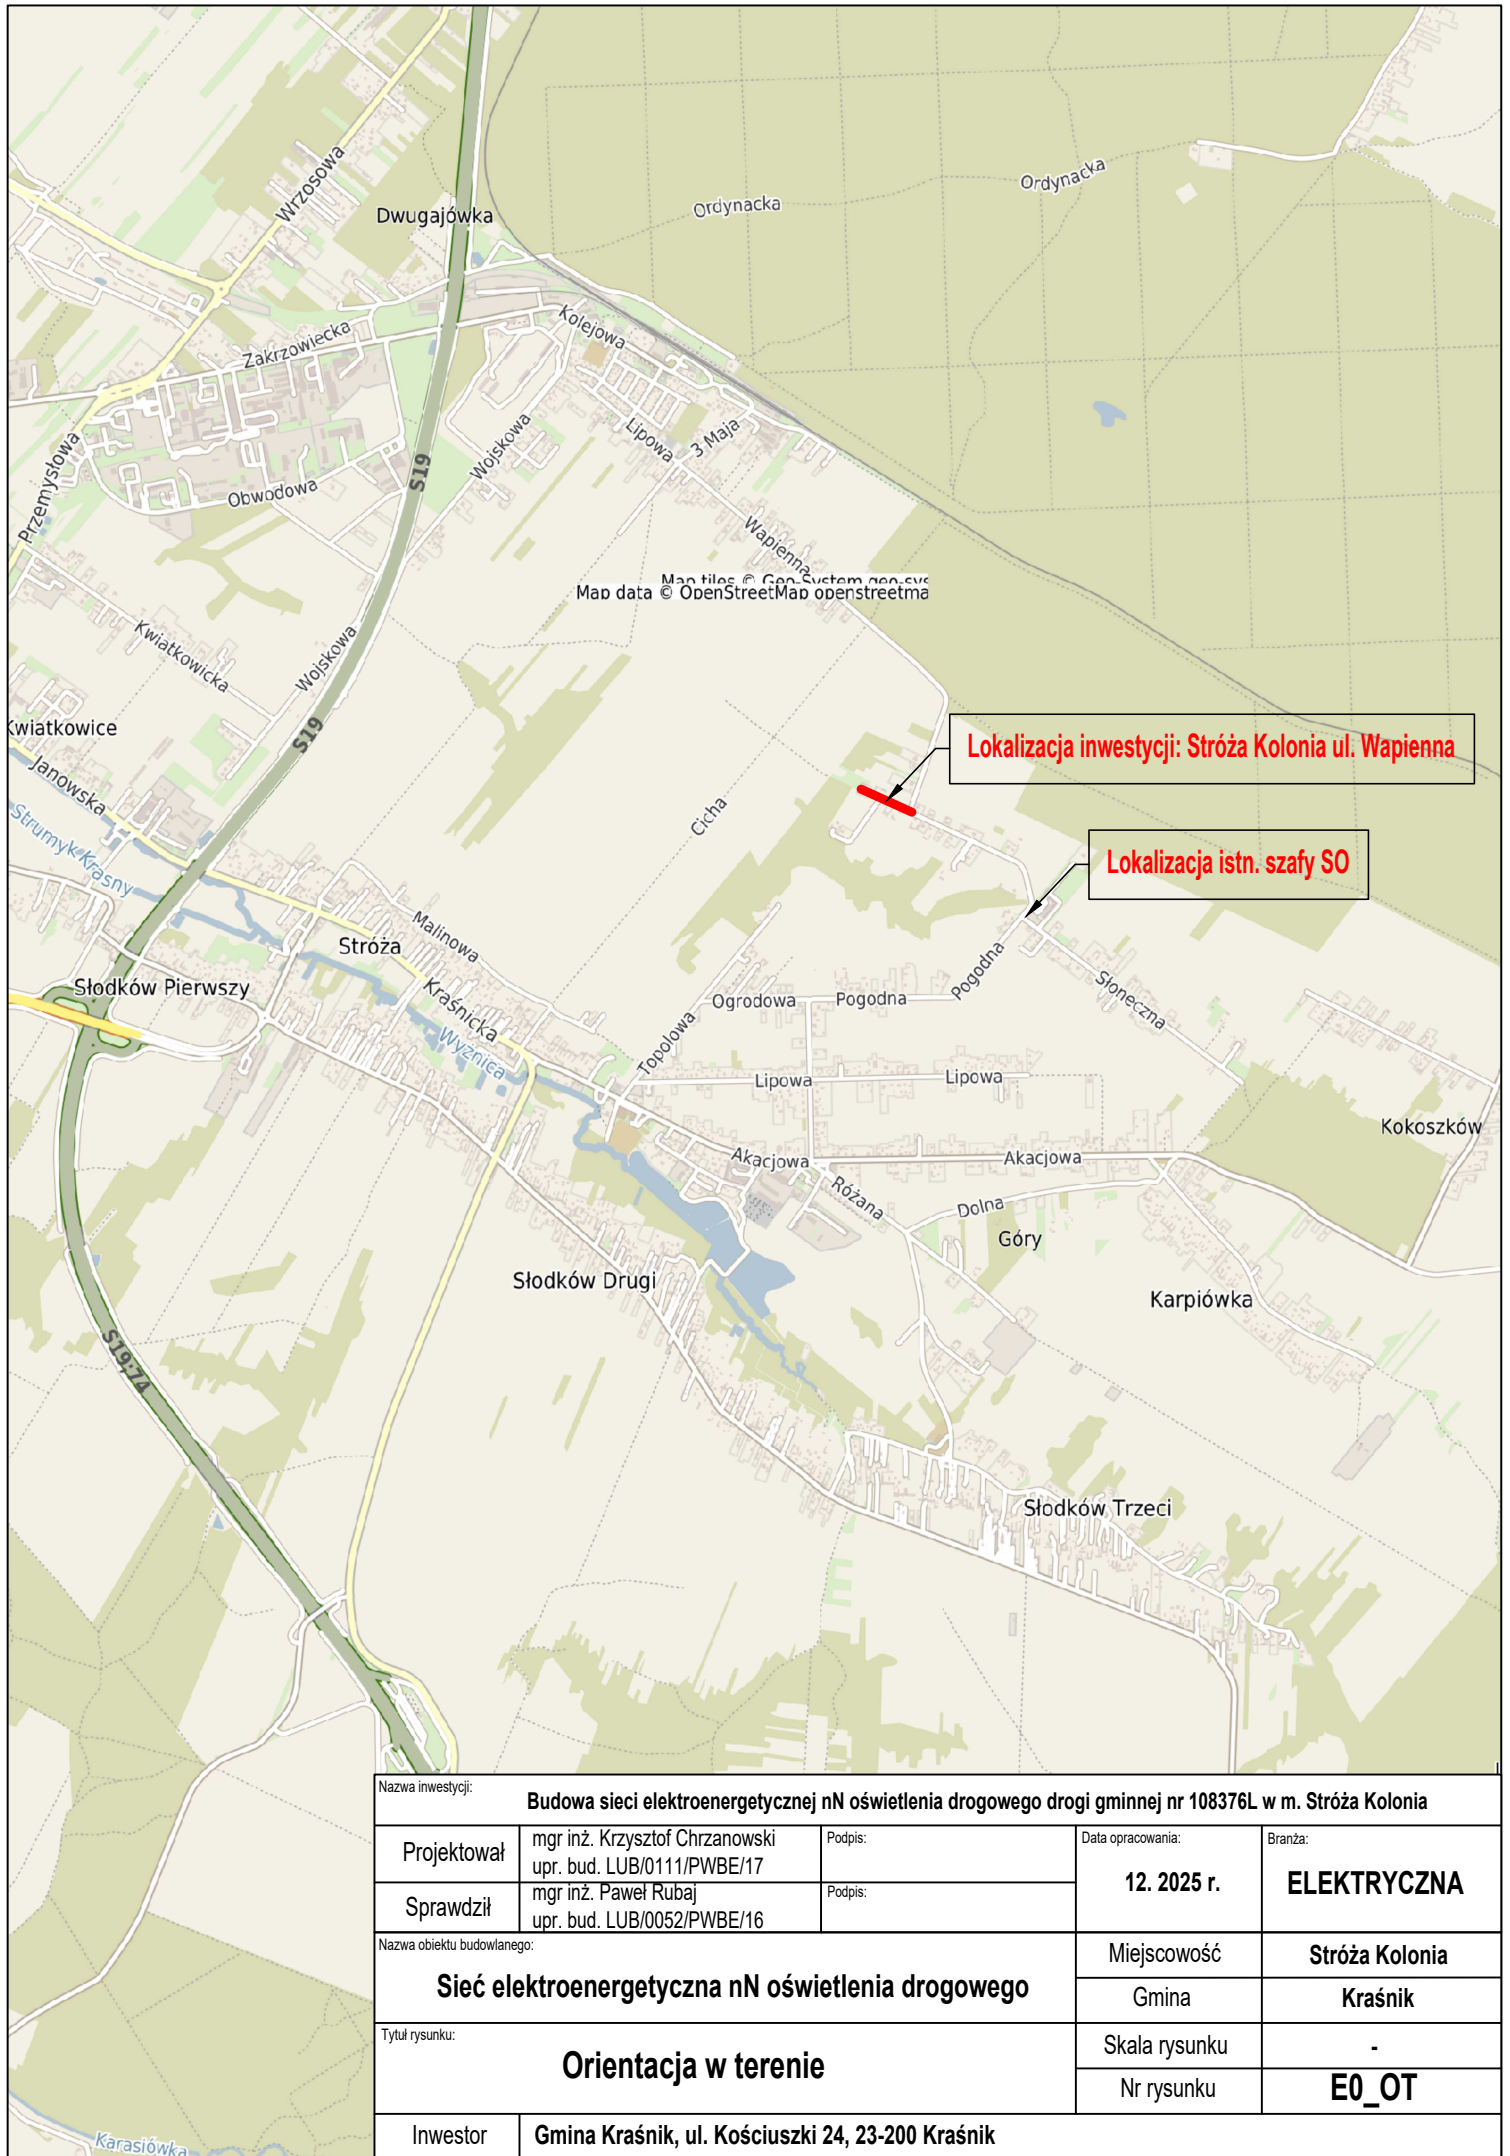 Wrzosowa
Dwugajówka
Ordynacka
Ordynacka
Zakrzowiecka
Kolejowa
Lipowa
3 Maja
Wojskowa
S19
Przemysłowa
Obwodowa
Wapienna
Map tiles © Geo-System geo-sys
Map data © OpenStreetMap openstreetma
Kwiatkowicka
Wojskowa
Kwiatkowice
S19
Janowska
Strumyk Krasny
Cicha
Lokalizacja inwestycji: Stróża Kolonia ul. Wapienna
Lokalizacja istn. szafy SO
Malinowa
Stróża
Kraśnicka
Słodków Pierwszy
Wyżnica
Topolowa
Ogrodowa
Pogodna
Pogodna
Słoneczna
Lipowa
Lipowa
Kokoszków
Akacjowa
Akacjowa
Różana
Dolna
Góry
Słodków Drugi
Karpiówka
S19;74
Słodków Trzeci
Karasiówka
Nazwa inwestycji:
Budowa sieci elektroenergetycznej nN oświetlenia drogowego drogi gminnej nr 108376L w m. Stróża Kolonia
Projektował
mgr inż. Krzysztof Chrzanowski
upr. bud. LUB/0111/PWBE/17
Podpis:
Data opracowania:
12. 2025 r.
Branża:
ELEKTRYCZNA
Sprawdził
mgr inż. Paweł Rubaj
upr. bud. LUB/0052/PWBE/16
Podpis:
Nazwa obiektu budowlanego:
Sieć elektroenergetyczna nN oświetlenia drogowego
Miejscowość
Stróża Kolonia
Gmina
Kraśnik
Tytuł rysunku:
Orientacja w terenie
Skala rysunku
-
Nr rysunku
E0_OT
Inwestor
Gmina Kraśnik, ul. Kościuszki 24, 23-200 Kraśnik